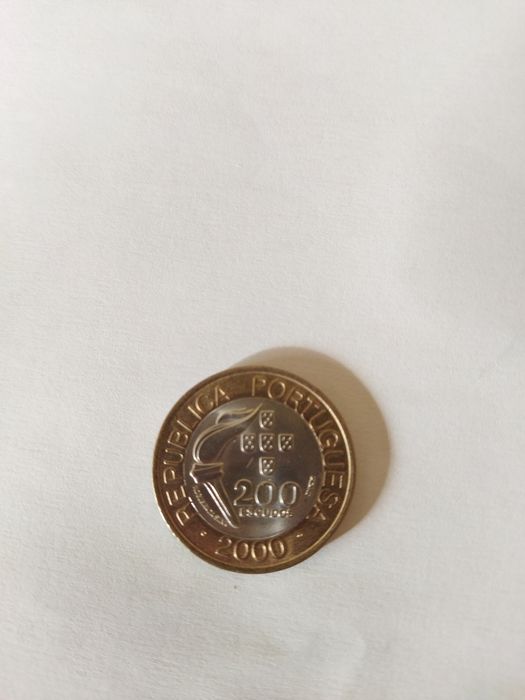 REPUBLICA PORTUGUESA
200
ESCUDOS
· 2000 ·